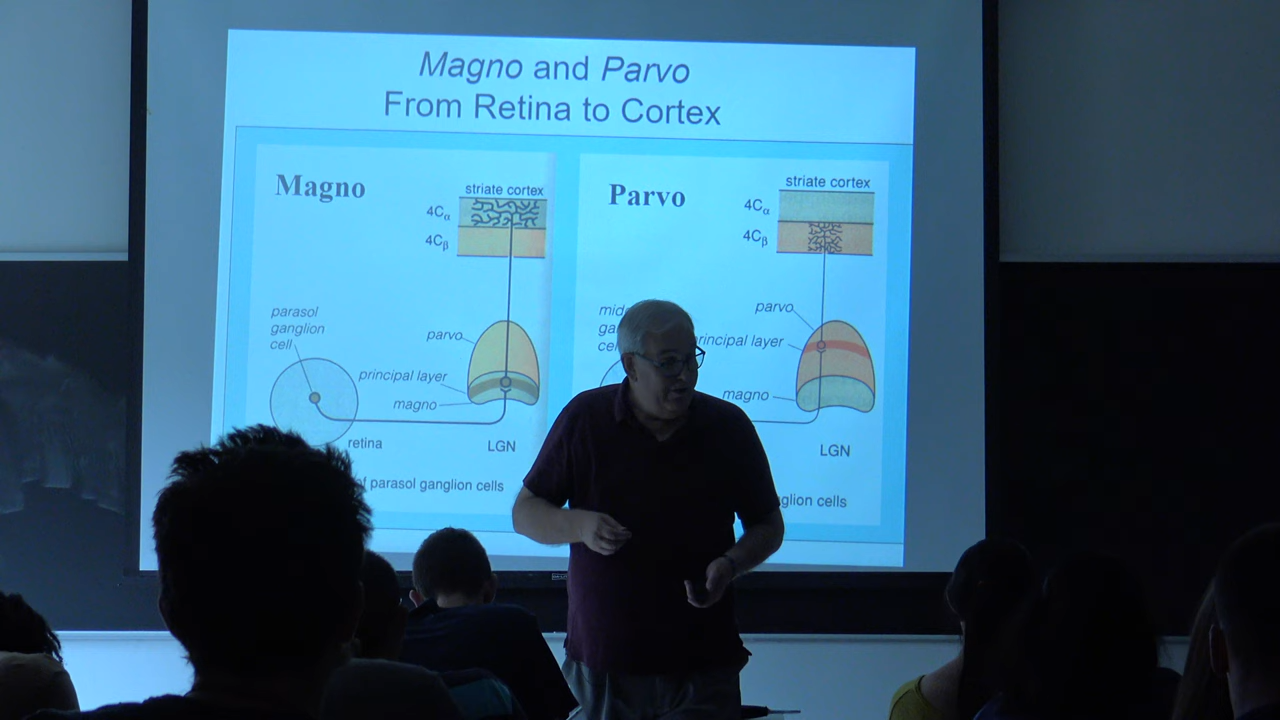 Magno and Parvo
From Retina to Cortex
Magno
striate cortex
4Cα
4Cβ
parasol
ganglion
cell
parvo
principal layer
magno
retina
LGN
parasol ganglion cells
Parvo
striate cortex
4Cα
4Cβ
parvo
principal layer
magno
LGN
cells